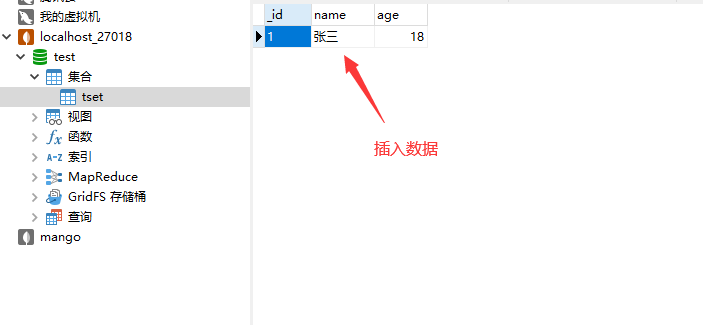 我的虚拟机
localhost_27018
test
集合
tset
视图
函数
索引
MapReduce
GridFS 存储桶
查询
mango
_id name age
1 张三 18
插入数据